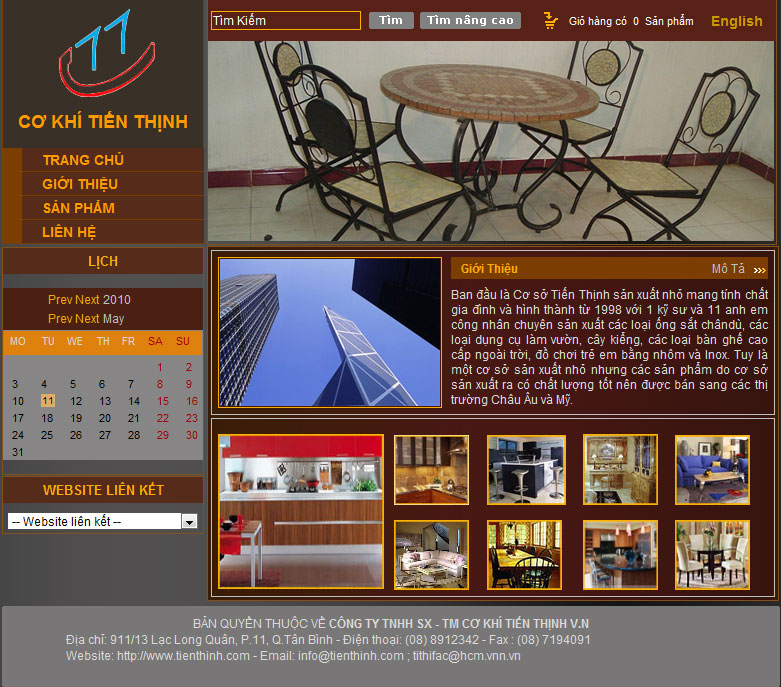 Tìm Kiếm
Tìm
Tìm nâng cao
Giỏ hàng có 0 Sản phẩm
English
CƠ KHÍ TIẾN THỊNH
TRANG CHỦ
GIỚI THIỆU
SẢN PHẨM
LIÊN HỆ
LỊCH
Prev Next 2010
Prev Next May
MO TU WE TH FR SA SU
1 2
3 4 5 6 7 8 9
10 11 12 13 14 15 16
17 18 19 20 21 22 23
24 25 26 27 28 29 30
31
WEBSITE LIÊN KẾT
-- Website liên kết --
Giới Thiệu
Mô Tả
Ban đầu là Cơ sở Tiến Thịnh sản xuất nhỏ mang tính chất
gia đình và hình thành từ 1998 với 1 kỹ sư và 11 anh em
công nhân chuyên sản xuất các loại ống sắt chândù, các
loại dụng cụ làm vườn, cây kiểng, các loại bàn ghế cao
cấp ngoài trời, đồ chơi trẻ em bằng nhôm và Inox. Tuy là
một cơ sở sản xuất nhỏ nhưng các sản phẩm do cơ sở
sản xuất ra có chất lượng tốt nên được bán sang các thị
trường Châu Âu và Mỹ.
BẢN QUYỀN THUỘC VỀ CÔNG TY TNHH SX - TM CƠ KHÍ TIẾN THỊNH V.N
Địa chỉ: 911/13 Lạc Long Quân, P.11, Q.Tân Bình - Điện thoại: (08) 8912342 - Fax : (08) 7194091
Website: http://www.tienthinh.com - Email: info@tienthinh.com ; tithifac@hcm.vnn.vn